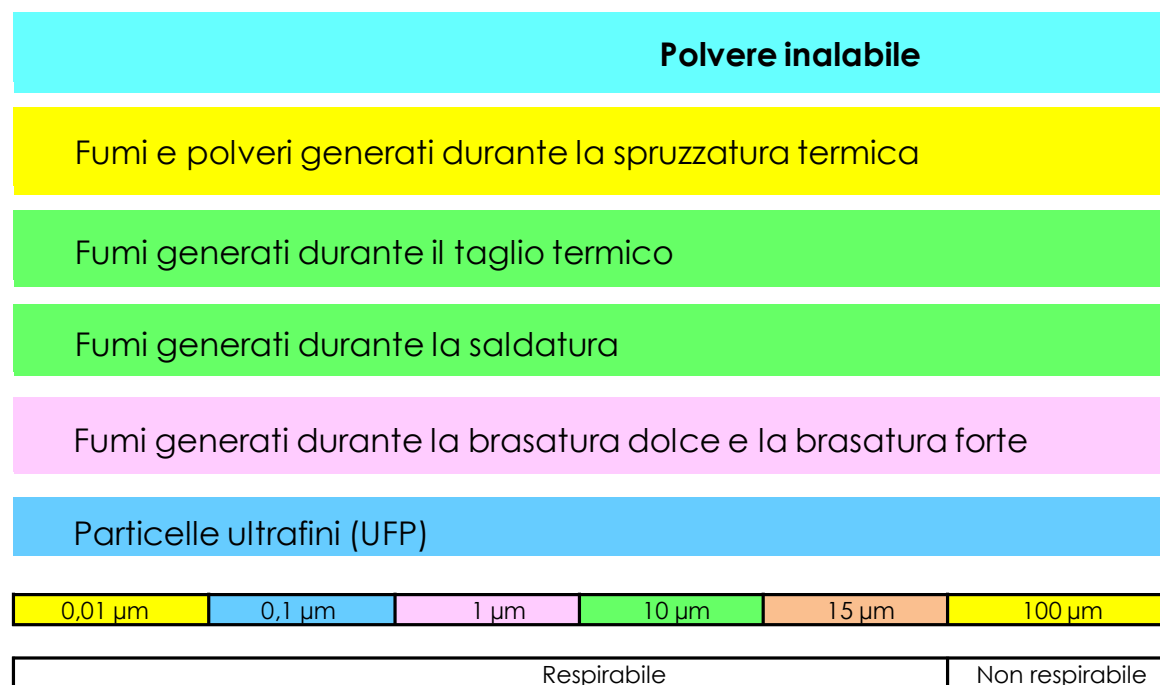 Polvere inalabile
Fumi e polveri generati durante la spruzzatura termica
Fumi generati durante il taglio termico
Fumi generati durante la saldatura
Fumi generati durante la brasatura dolce e la brasatura forte
Particelle ultrafini (UFP)
0,01 µm 0,1 µm 1 µm 10 µm 15 µm 100 µm
Respirabile Non respirabile